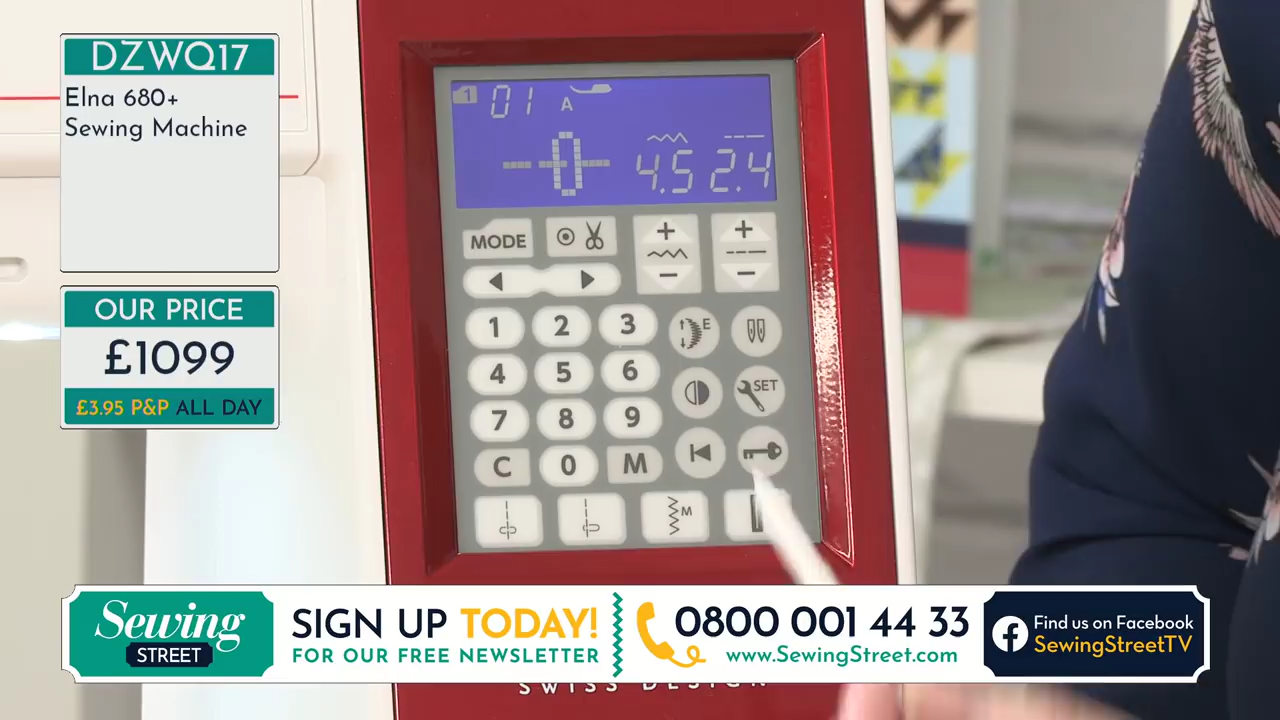 DZWQ17
Elna 680+
Sewing Machine
OUR PRICE
£1099
£3.95 P&P ALL DAY
1 01 A
4.5 2.4
MODE
+ +
- -
1 2 3 E
4 5 6 SET
7 8 9
C 0 M
M
Sewing
STREET
SIGN UP TODAY!
FOR OUR FREE NEWSLETTER
0800 001 44 33
www.SewingStreet.com
Find us on Facebook
SewingStreetTV
SWISS DESIGN